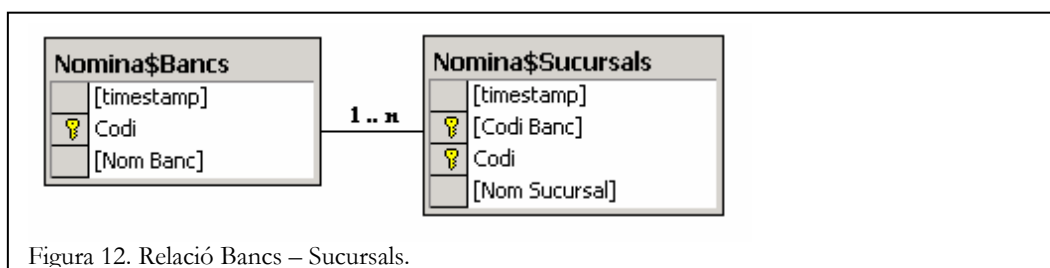 Nomina$Bancs
[timestamp]
Codi
[Nom Banc]
1 .. n
Nomina$Sucursals
[timestamp]
[Codi Banc]
Codi
[Nom Sucursal]
Figura 12. Relació Bancs – Sucursals.